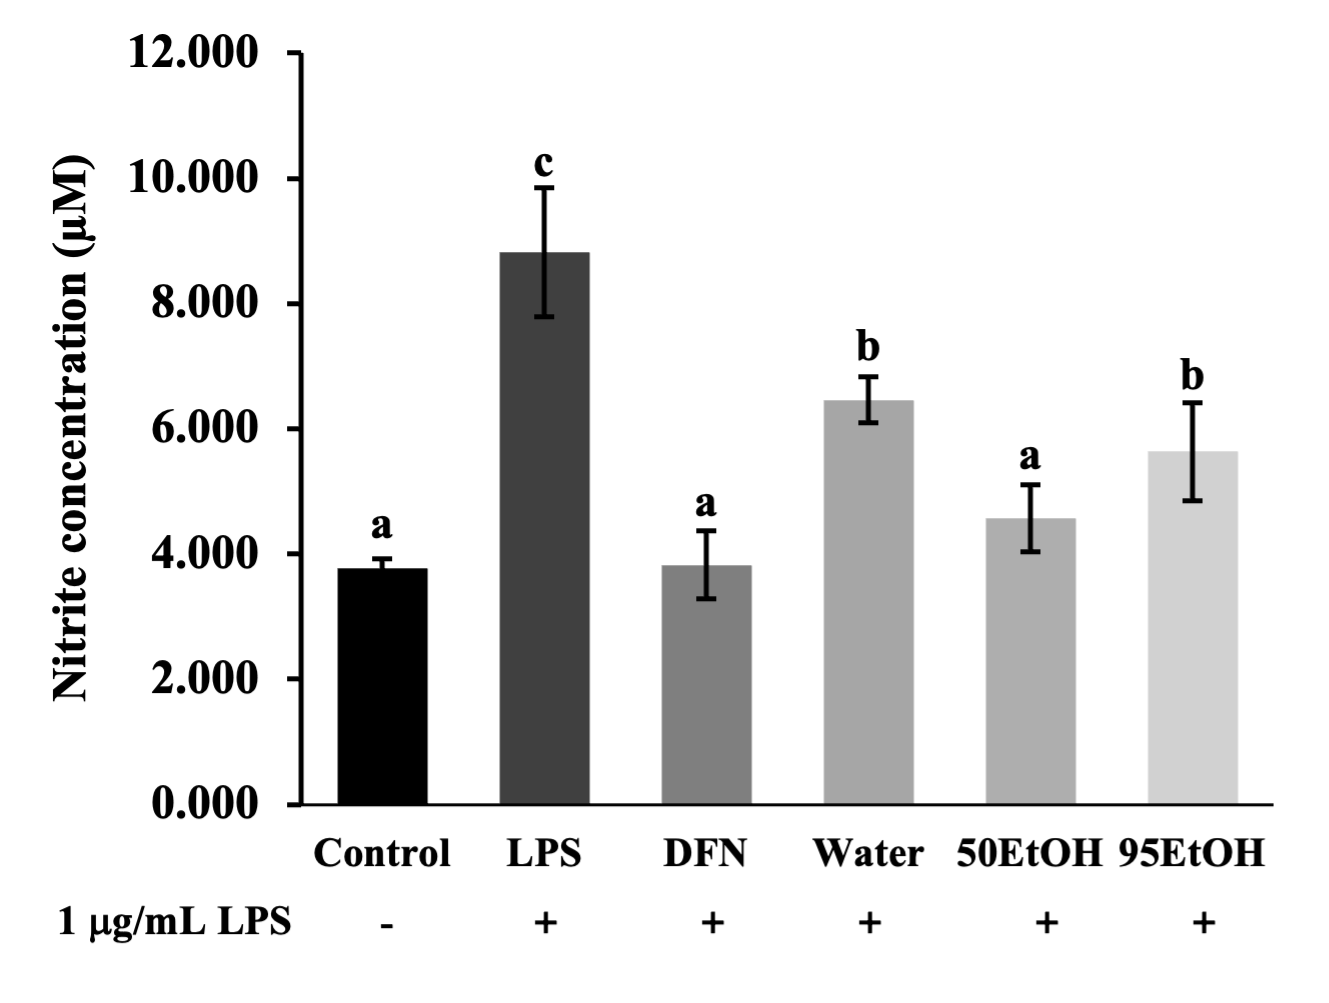 12.000
10.000
8.000
6.000
4.000
2.000
0.000
Nitrite concentration (μM)
a
c
a
b
a
b
Control LPS DFN Water 50EtOH 95EtOH
1 μg/mL LPS - + + + + +